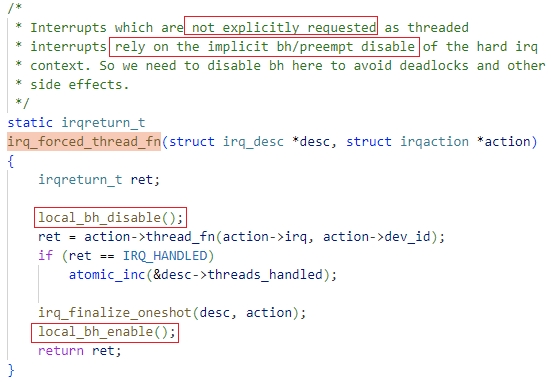 /*
 * Interrupts which are not explicitly requested as threaded
 * interrupts rely on the implicit bh/preempt disable of the hard irq
 * context. So we need to disable bh here to avoid deadlocks and other
 * side effects.
 */
static irqreturn_t
irq_forced_thread_fn(struct irq_desc *desc, struct irqaction *action)
{
    irqreturn_t ret;

    local_bh_disable();
    ret = action->thread_fn(action->irq, action->dev_id);
    if (ret == IRQ_HANDLED)
        atomic_inc(&desc->threads_handled);

    irq_finalize_oneshot(desc, action);
    local_bh_enable();
    return ret;
}